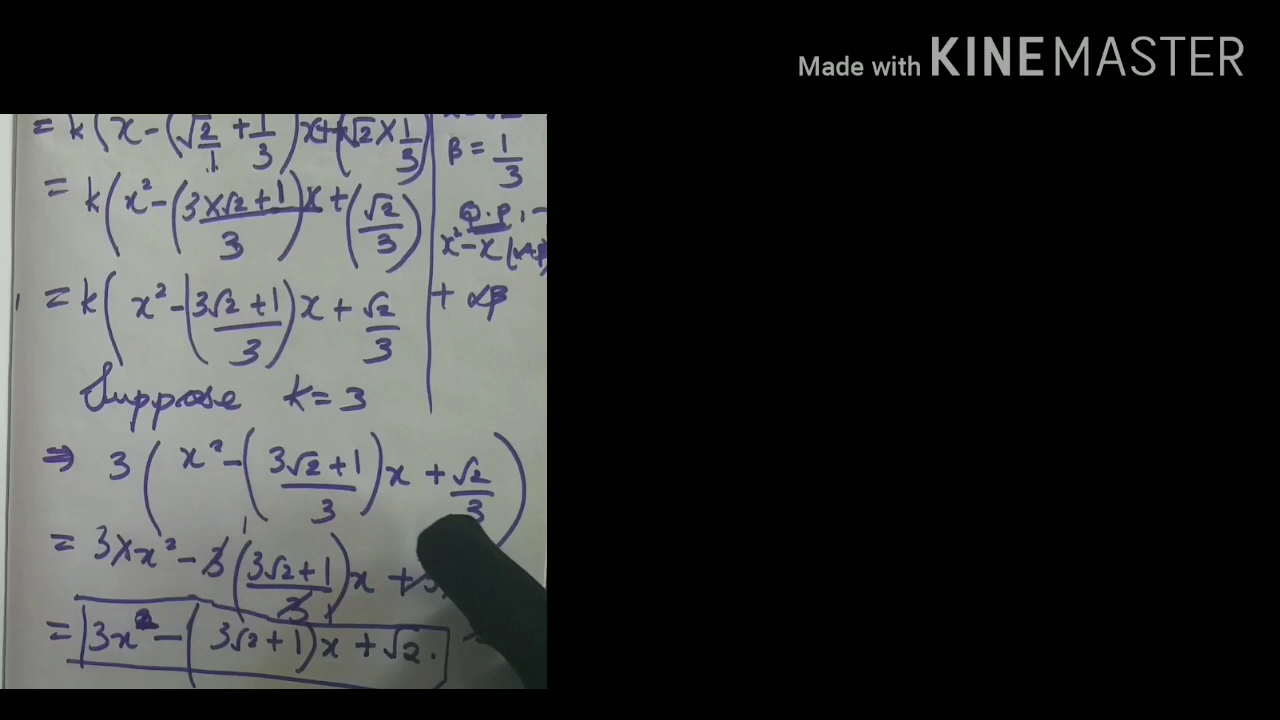 Made with KINEMASTER
= k(x-(√2/1 + 1/3)x+(√2×1/3)
β = 1/3
= k(x²-(3×√2+1/3)x+(√2/3)
Q.P,-
x²-x(α+β)
+ αβ
= k(x²-(3√2+1/3)x+√2/3
Suppose k=3
⇒ 3(x²-(3√2+1/3)x+√2/3)
= 3×x²-3(3√2+1/3)x+3
= 3x²-(3√2+1)x+√2.